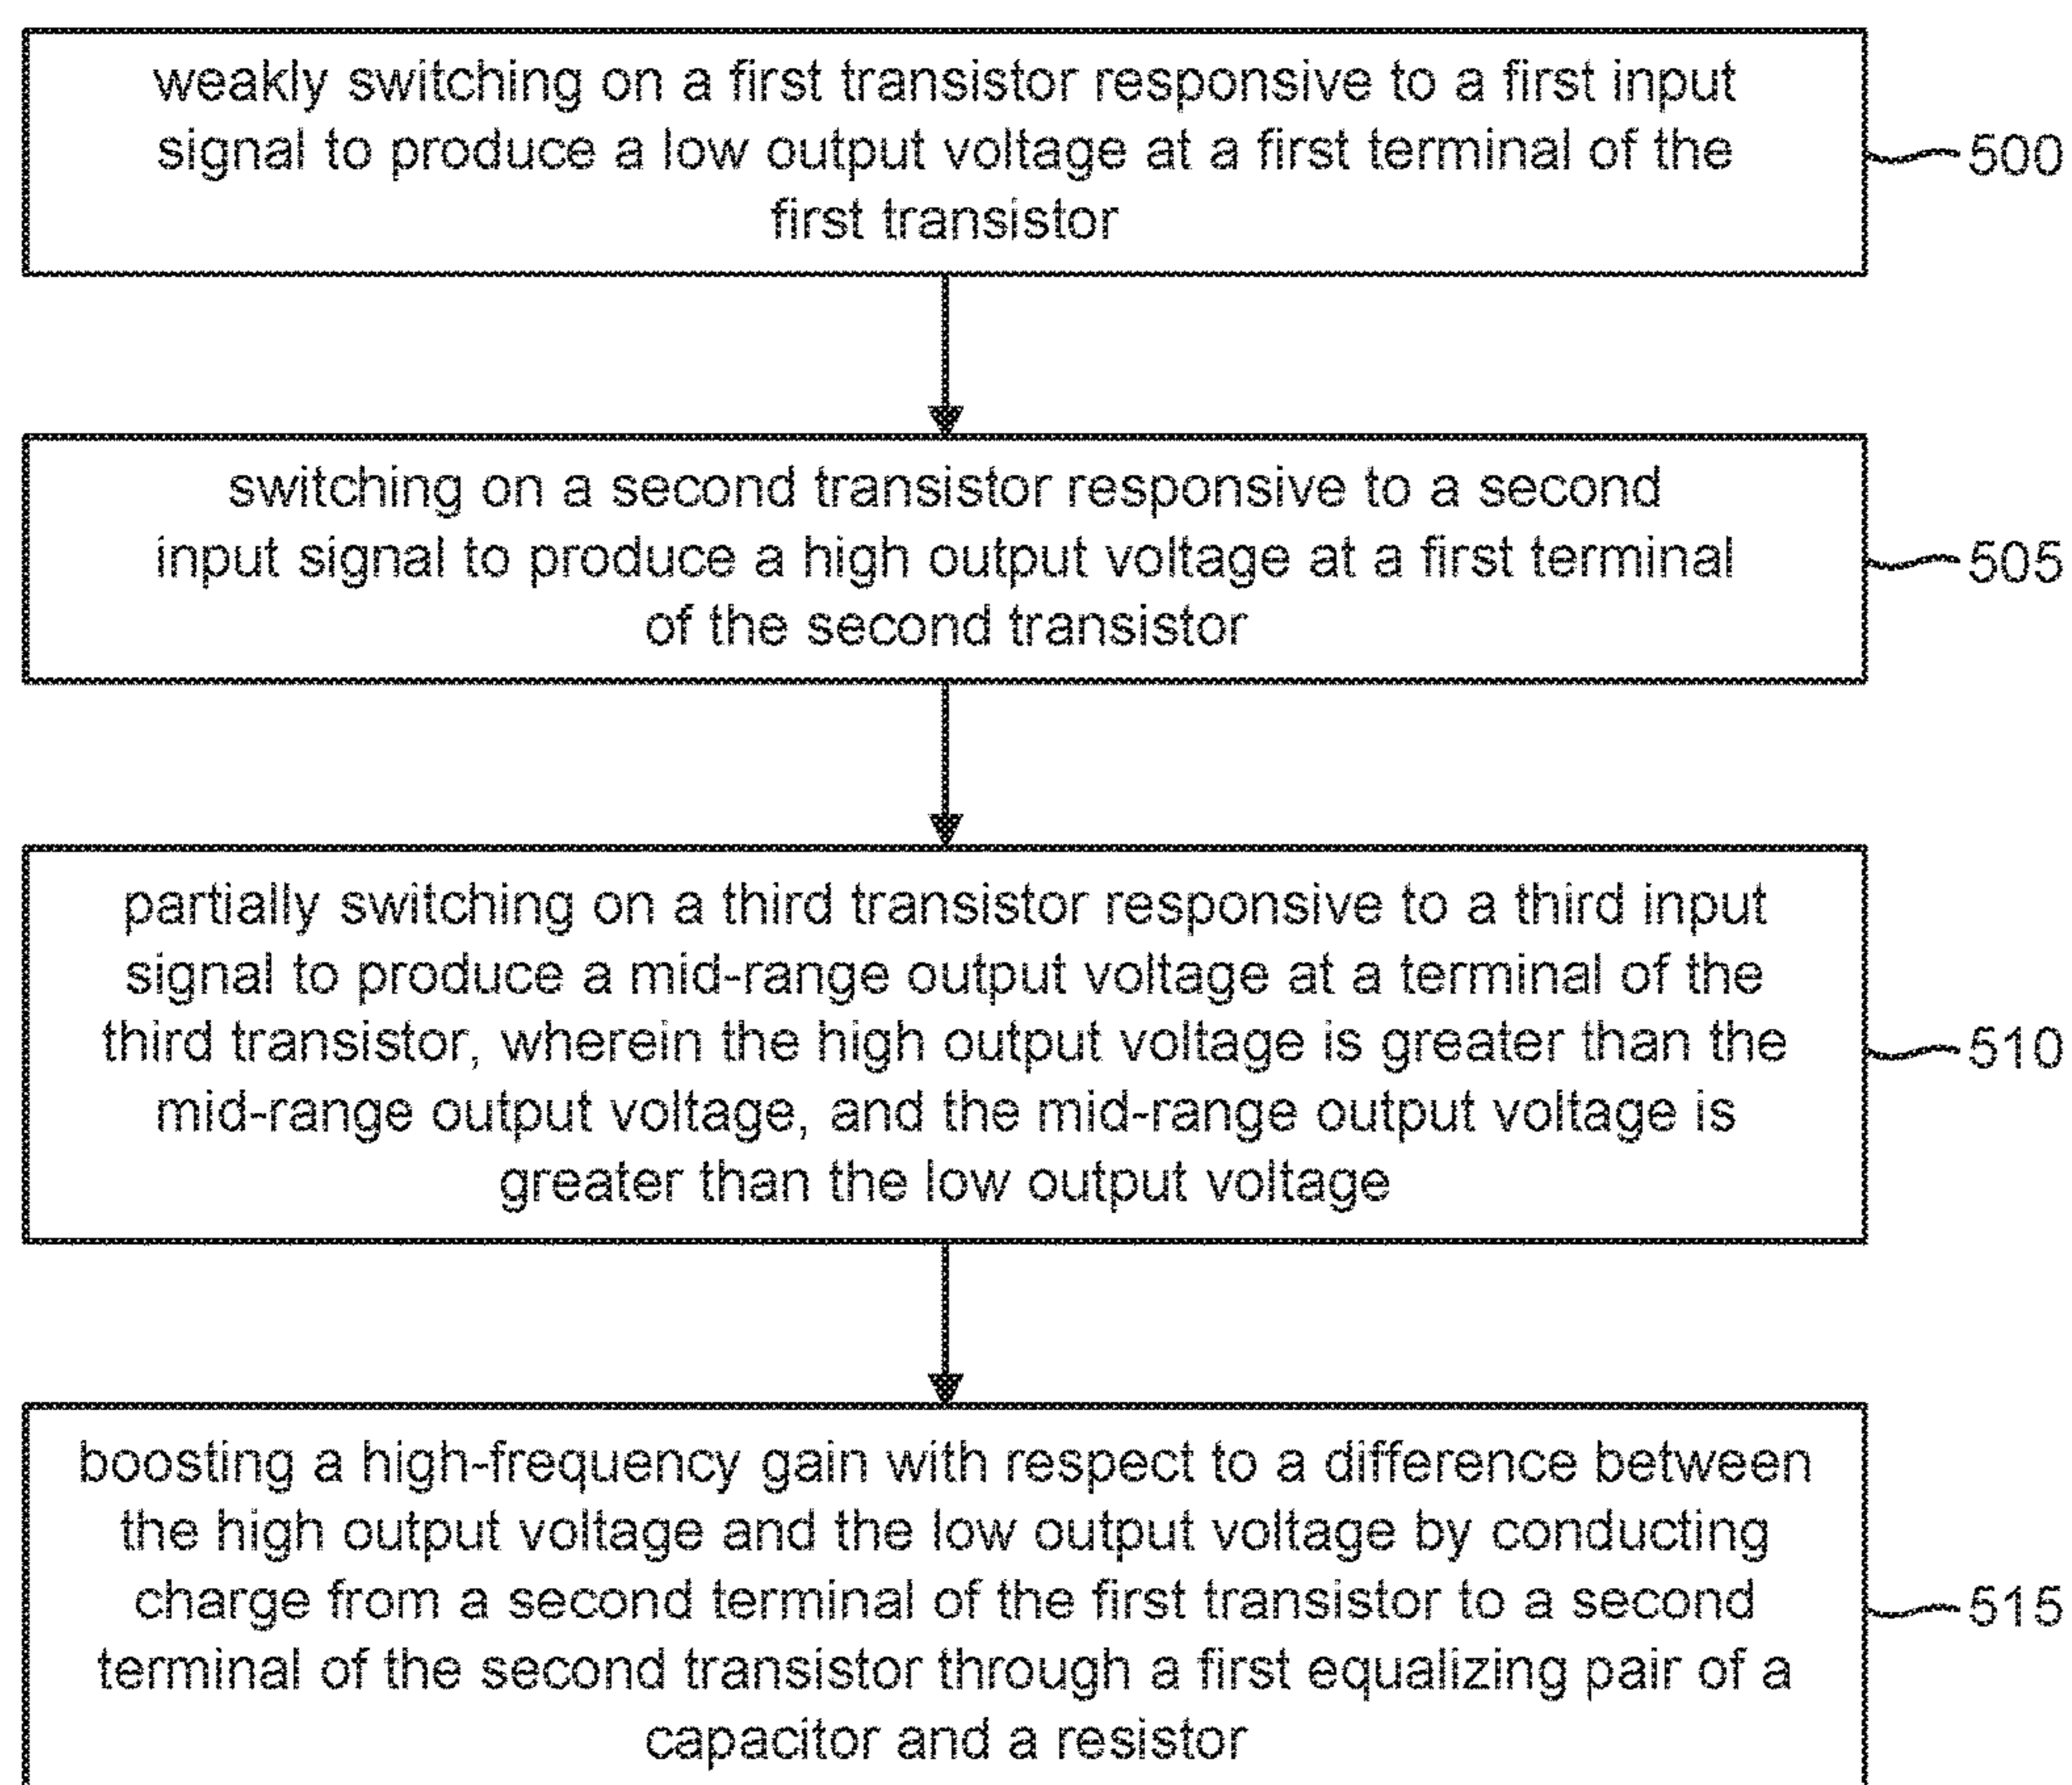 weakly switching on a first transistor responsive to a first input
signal to produce a low output voltage at a first terminal of the
first transistor
500
switching on a second transistor responsive to a second
input signal to produce a high output voltage at a first terminal
of the second transistor
505
partially switching on a third transistor responsive to a third input
signal to produce a mid-range output voltage at a terminal of the
third transistor, wherein the high output voltage is greater than the
mid-range output voltage, and the mid-range output voltage is
greater than the low output voltage
510
boosting a high-frequency gain with respect to a difference between
the high output voltage and the low output voltage by conducting
charge from a second terminal of the first transistor to a second
terminal of the second transistor through a first equalizing pair of a
capacitor and a resistor
515